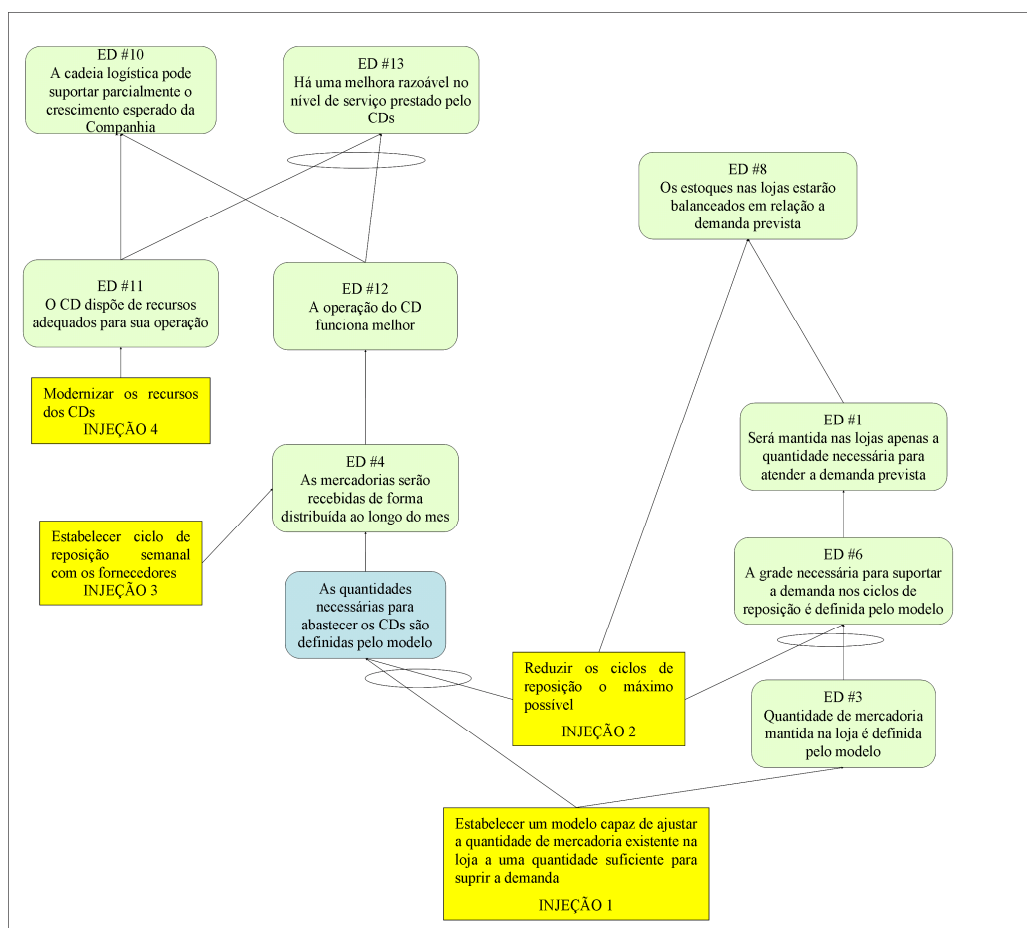 ED #10
A cadeia logística pode
suportar parcialmente o
crescimento esperado da
Companhia
ED #13
Há uma melhora razoável no
nível de serviço prestado pelo
CDs
ED #8
Os estoques nas lojas estarão
balanceados em relação a
demanda prevista
ED #11
O CD dispõe de recursos
adequados para sua operação
ED #12
A operação do CD
funciona melhor
Modernizar os recursos
dos CDs
INJEÇÃO 4
ED #1
Será mantida nas lojas apenas a
quantidade necessária para
atender a demanda prevista
ED #4
As mercadorias serão
recebidas de forma
distribuída ao longo do mes
Estabelecer ciclo de
reposição semanal
com os fornecedores
INJEÇÃO 3
ED #6
A grade necessária para suportar
a demanda nos ciclos de
reposição é definida pelo modelo
As quantidades
necessárias para
abastecer os CDs são
definidas pelo modelo
Reduzir os ciclos de
reposição o máximo
possível
INJEÇÃO 2
ED #3
Quantidade de mercadoria
mantida na loja é definida
pelo modelo
Estabelecer um modelo capaz de ajustar
a quantidade de mercadoria existente na
loja a uma quantidade suficiente para
suprir a demanda
INJEÇÃO 1